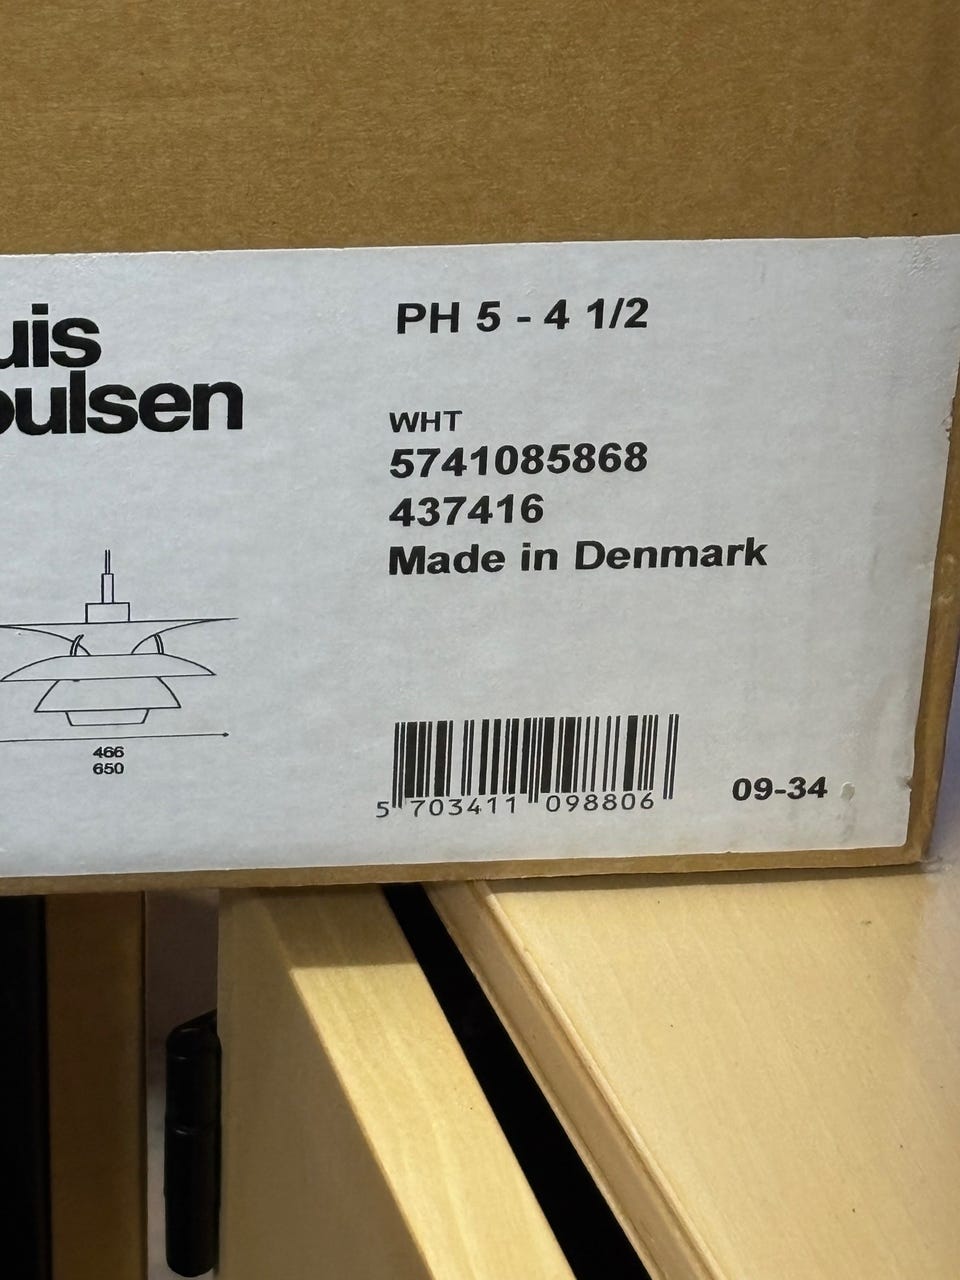 uis
oulsen
PH 5 - 4 1/2
WHT
5741085868
437416
Made in Denmark
466
650
5 703411 098806
09-34